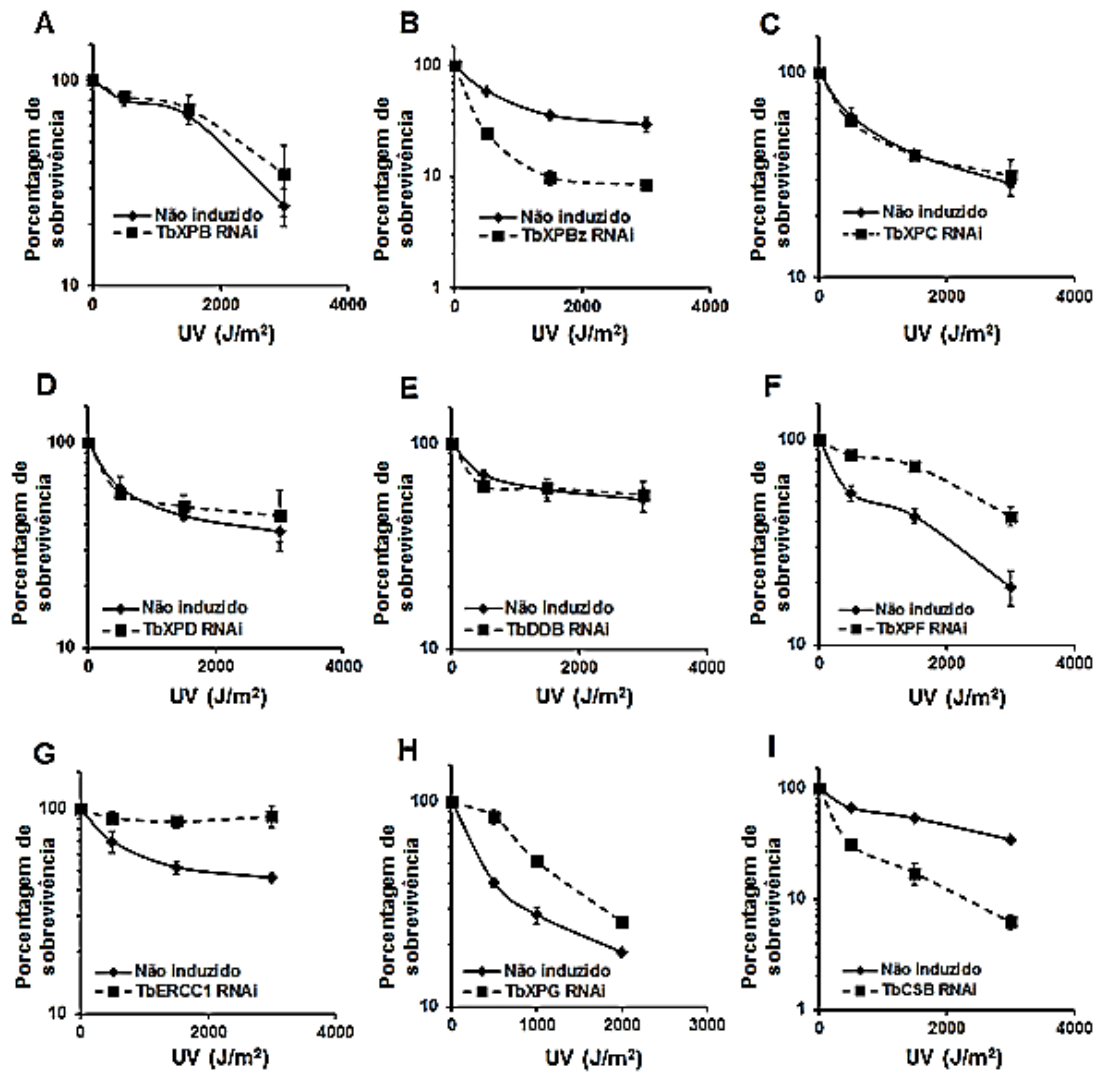 A
Porcentagem de
sobrevivência
100
10
Não induzido
TbXPB RNAi
0 2000 4000
UV (J/m²)
B
Porcentagem de
sobrevivência
100
10
1
Não induzido
TbXPBz RNAi
0 2000 4000
UV (J/m²)
C
Porcentagem de
sobrevivência
100
10
Não induzido
TbXPC RNAi
0 2000 4000
UV (J/m²)
D
Porcentagem de
sobrevivência
100
10
Não induzido
TbXPD RNAi
0 2000 4000
UV (J/m²)
E
Porcentagem de
sobrevivência
100
10
Não induzido
TbDDB RNAi
0 2000 4000
UV (J/m²)
F
Porcentagem de
sobrevivência
100
10
Não induzido
TbXPF RNAi
0 2000 4000
UV (J/m²)
G
Porcentagem de
sobrevivência
100
10
Não induzido
TbERCC1 RNAi
0 2000 4000
UV (J/m²)
H
Porcentagem de
sobrevivência
100
10
Não induzido
TbXPG RNAi
0 1000 2000 3000
UV (J/m²)
I
Porcentagem de
sobrevivência
100
10
1
Não induzido
TbCSB RNAi
0 2000 4000
UV (J/m²)